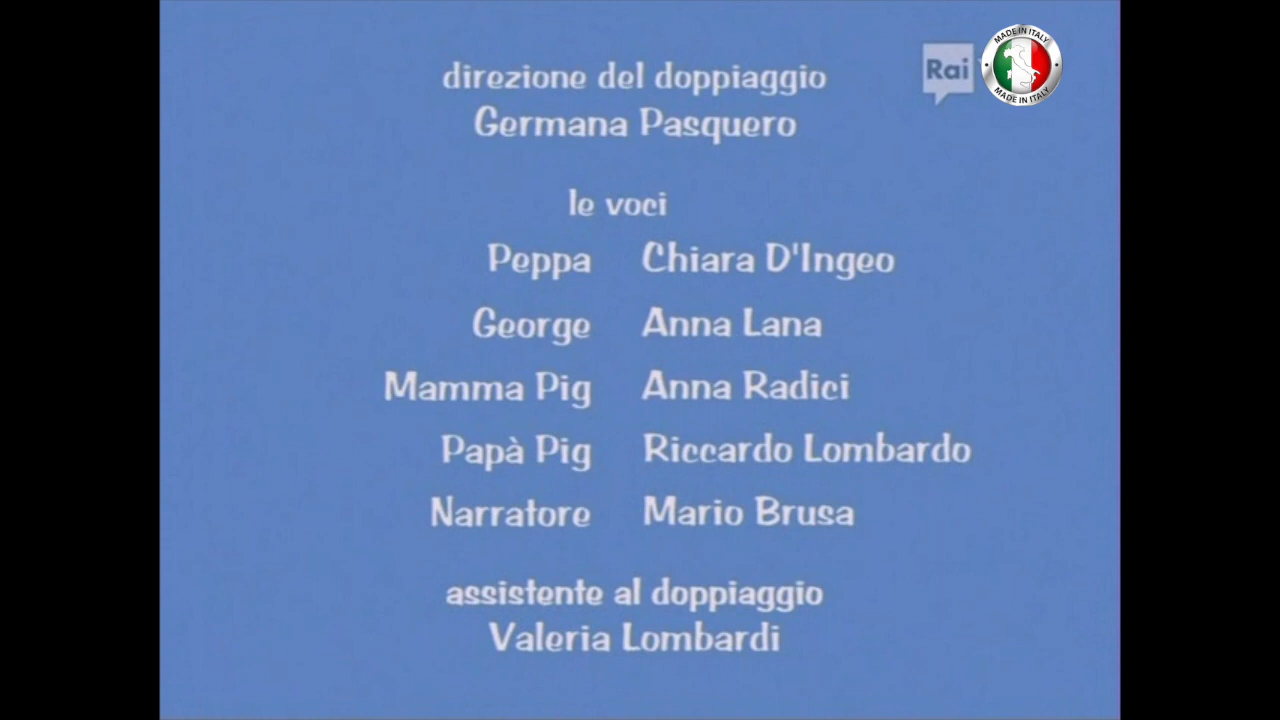 direzione del doppiaggio
Germana Pasquero
Rai
MADE IN ITALY
MADE IN ITALY
le voci
Peppa Chiara D'Ingeo
George Anna Lana
Mamma Pig Anna Radici
Papà Pig Riccardo Lombardo
Narratore Mario Brusa
assistente al doppiaggio
Valeria Lombardi